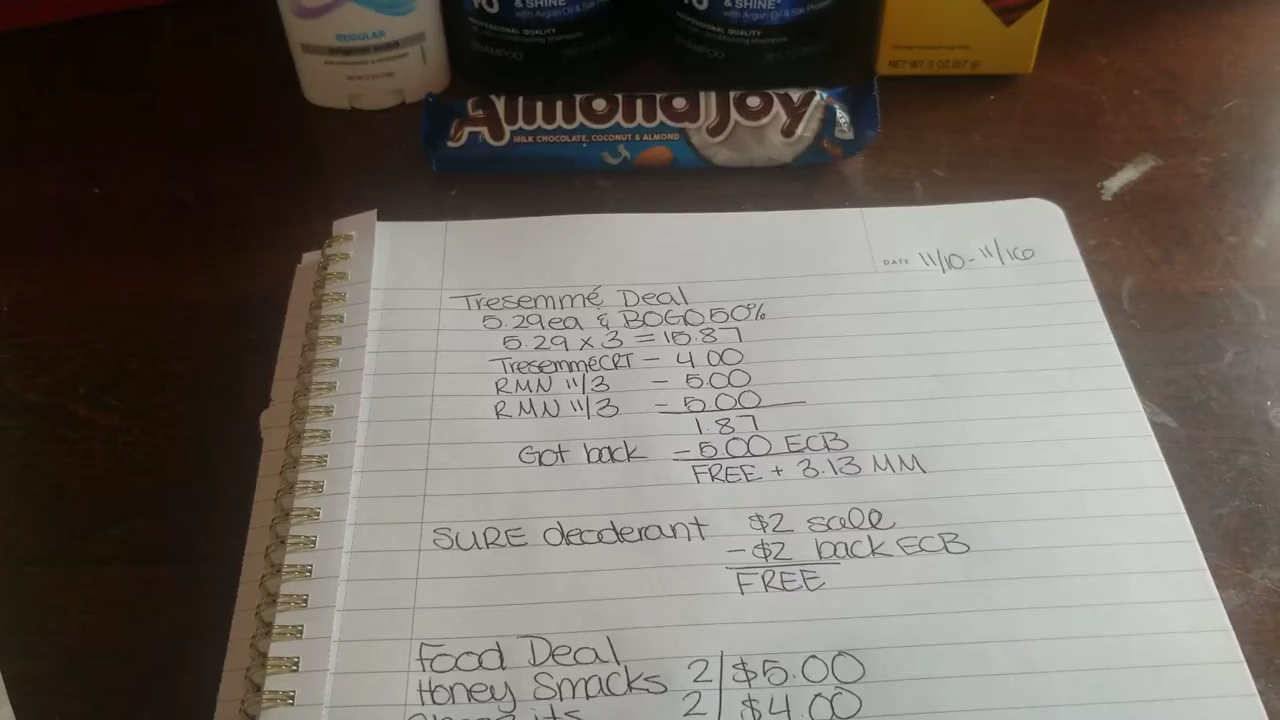 & SHINE
with Argan Oil & Silk
PROFESSIONAL QUALITY
SHAMPOO
& SHINE
with Argan Oil & Silk Protein
PROFESSIONAL QUALITY
SHAMPOO
REGULAR
NET WT 2 OZ (57 g)
Almond Joy
MILK CHOCOLATE, COCONUT & ALMOND
DATE 11/10-11/16
Tresemmé Deal
5.29ea & BOGO50%
5.29 x 3 = 15.87
TresemméCRT - 4.00
RMN 11/3 - 5.00
RMN 11/3 - 5.00
1.87
Got back - 5.00 ECB
FREE + 3.13 MM
SURE deoderant $2 sale
- $2 back ECB
FREE
Food Deal
Honey Smacks 2/$5.00
2/$4.00